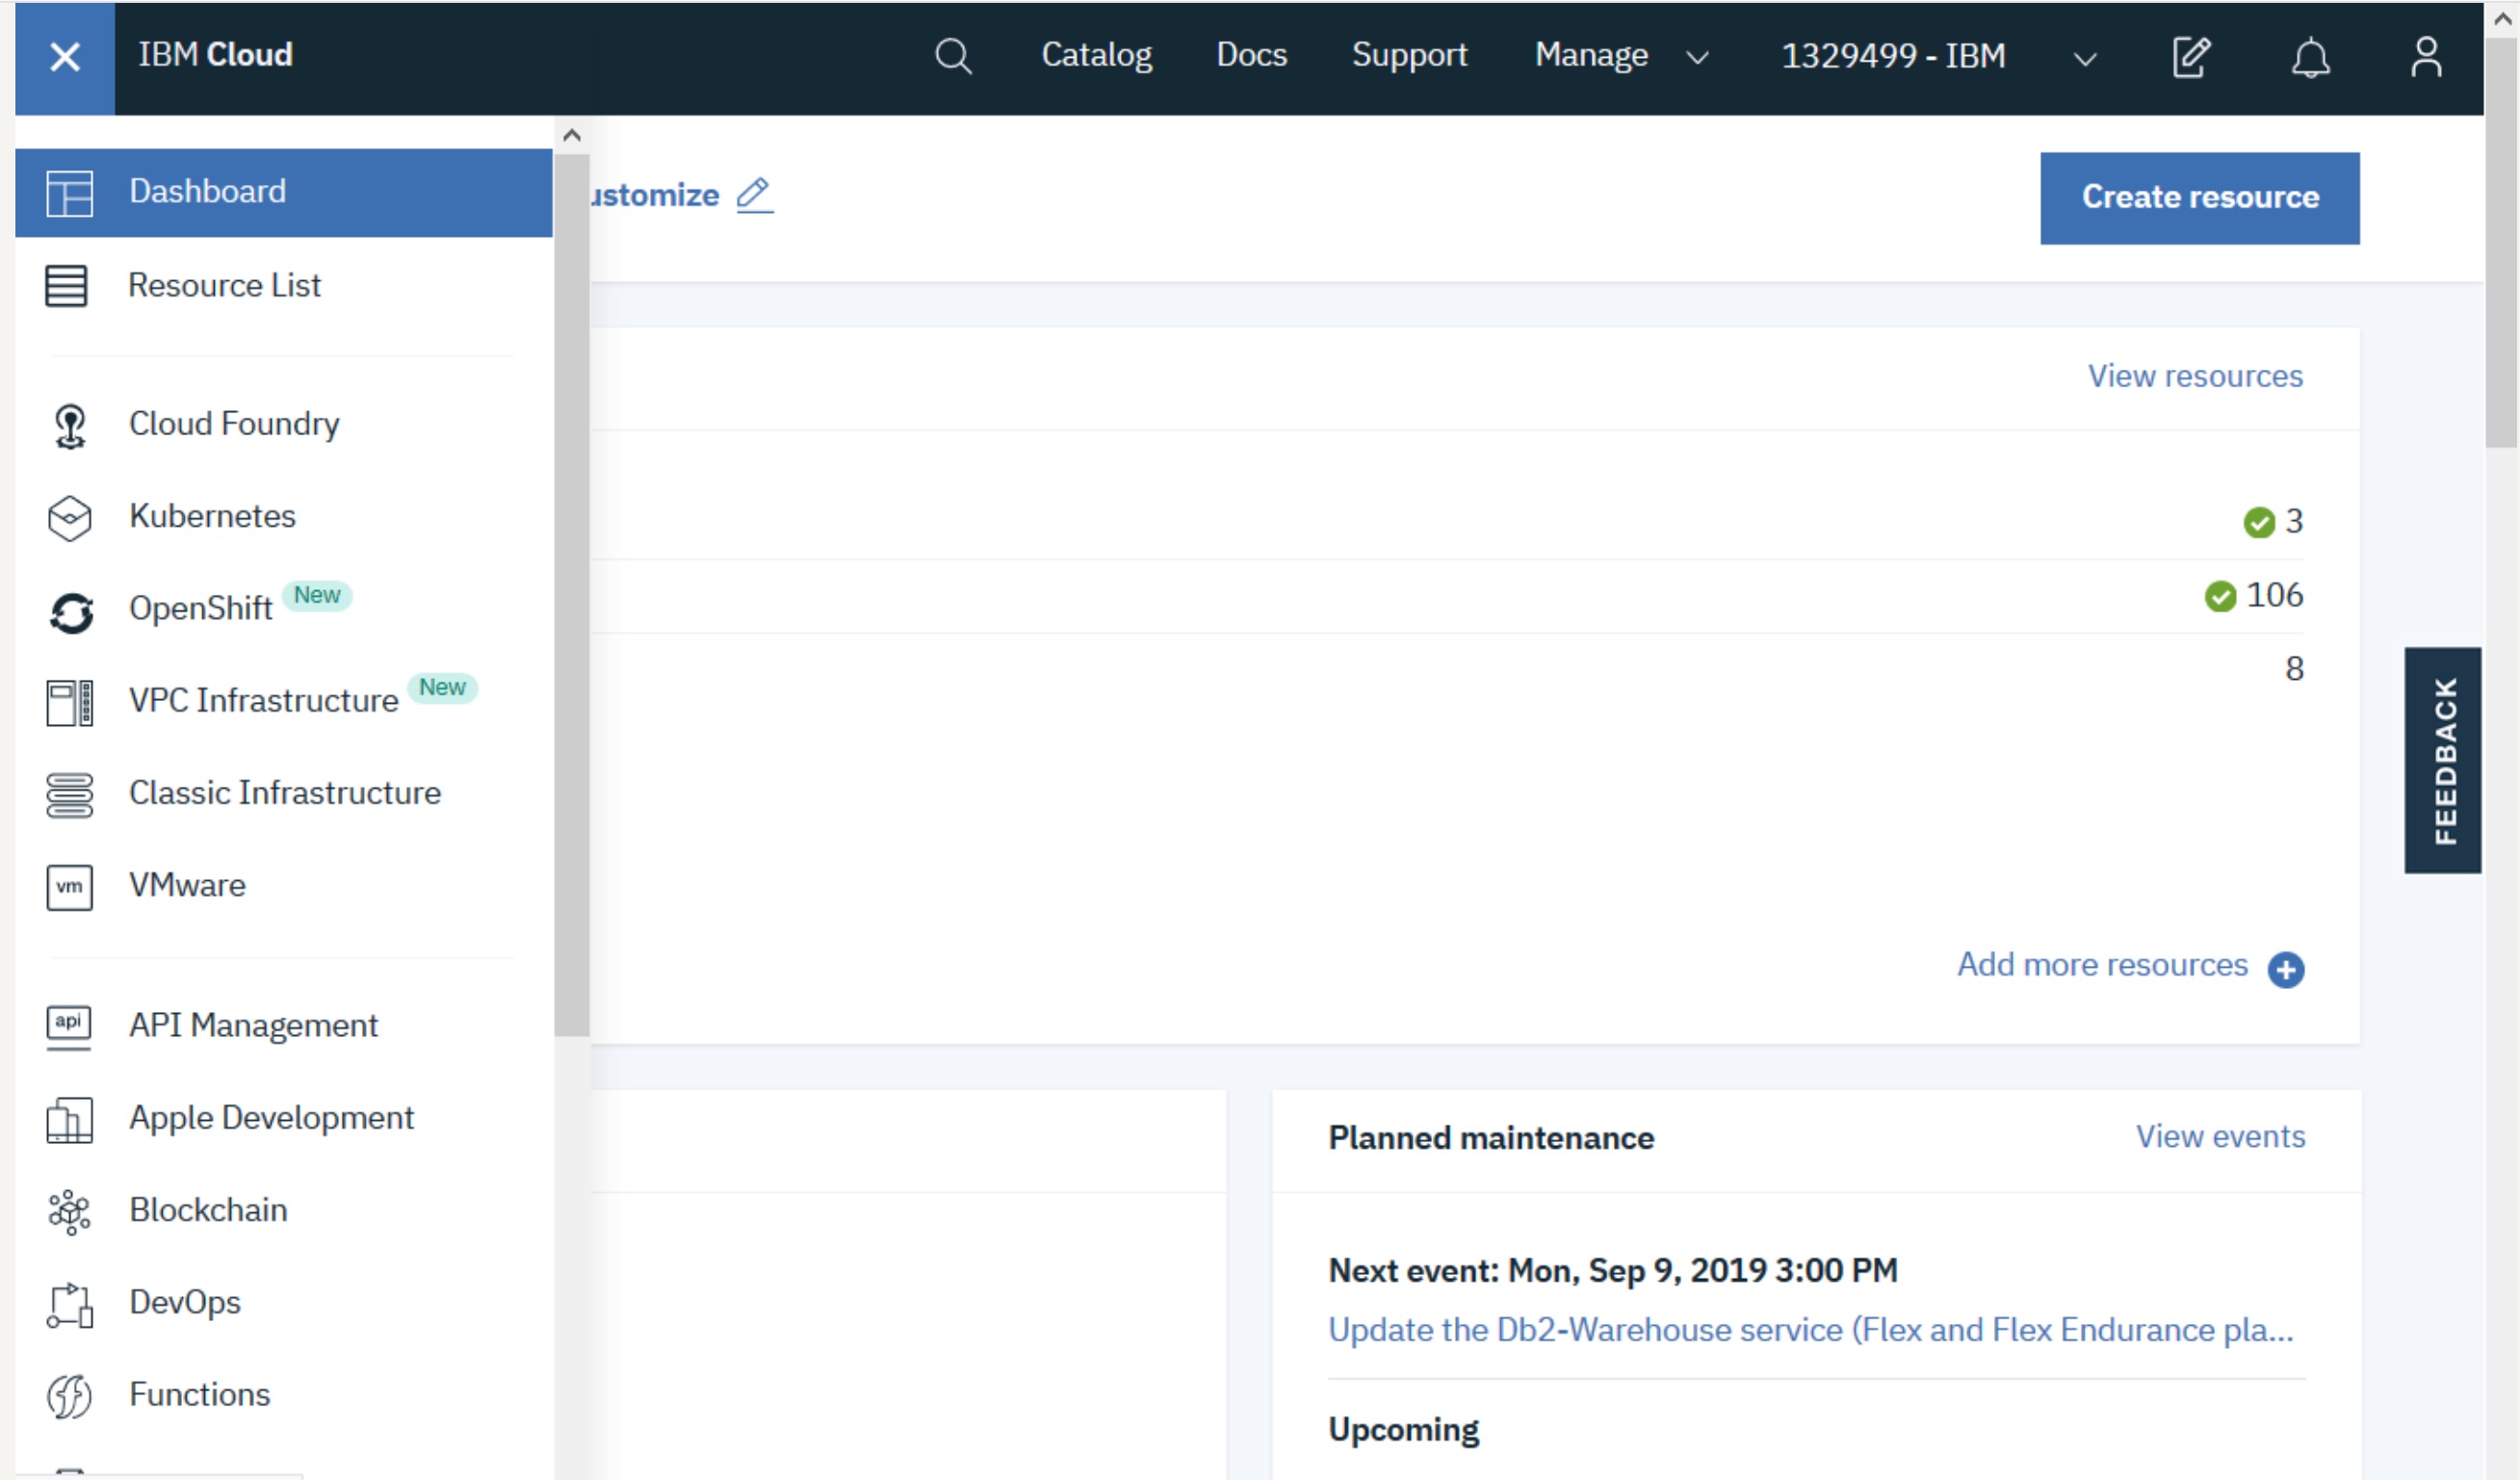 IBM Cloud
Catalog
Docs
Support
Manage
1329499 - IBM
Dashboard
Resource List
Cloud Foundry
Kubernetes
OpenShift New
VPC Infrastructure New
Classic Infrastructure
vm
VMware
api
API Management
Apple Development
Blockchain
DevOps
Functions
ustomize
Create resource
View resources
3
106
8
Add more resources
FEEDBACK
Planned maintenance
View events
Next event: Mon, Sep 9, 2019 3:00 PM
Update the Db2-Warehouse service (Flex and Flex Endurance pla...
Upcoming